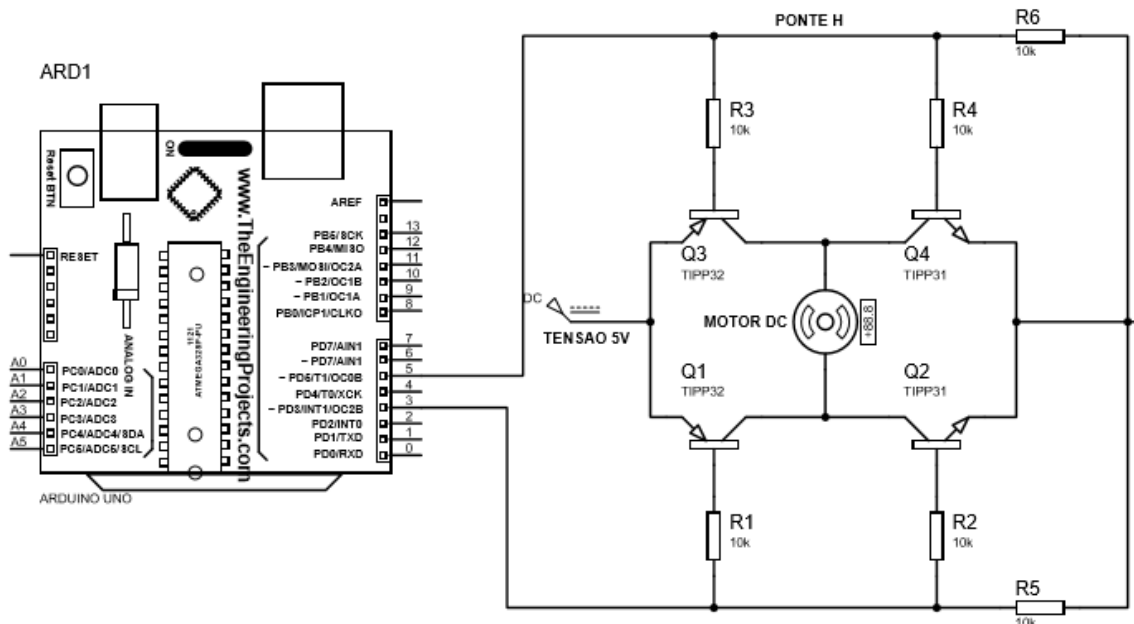 PONTE H
R6
10k
ARD1
R3
10k
R4
10k
Reset BTN
ON
www.TheEngineeringProjects.com
AREF
PB5/SCK
13
PB4/MISO
12
~ PB3/MOSI/OC2A
11
~ PB2/OC1B
10
~ PB1/OC1A
9
PB0/ICP1/CLKO
8
RESET
ANALOG IN
1121
ATMEGA328P-PU
PD7/AIN1
7
~ PD7/AIN1
6
~ PD5/T1/OC0B
5
PD4/T0/XCK
4
~ PD3/INT1/OC2B
3
PD2/INT0
2
PD1/TXD
1
PD0/RXD
0
A0
PC0/ADC0
A1
PC1/ADC1
A2
PC2/ADC2
A3
PC3/ADC3
A4
PC4/ADC4/SDA
A5
PC5/ADC5/SCL
ARDUINO UNO
Q3
TIPP32
Q4
TIPP31
DC
TENSAO 5V
MOTOR DC
+88.8
Q1
TIPP32
Q2
TIPP31
R1
10k
R2
10k
R5
10k